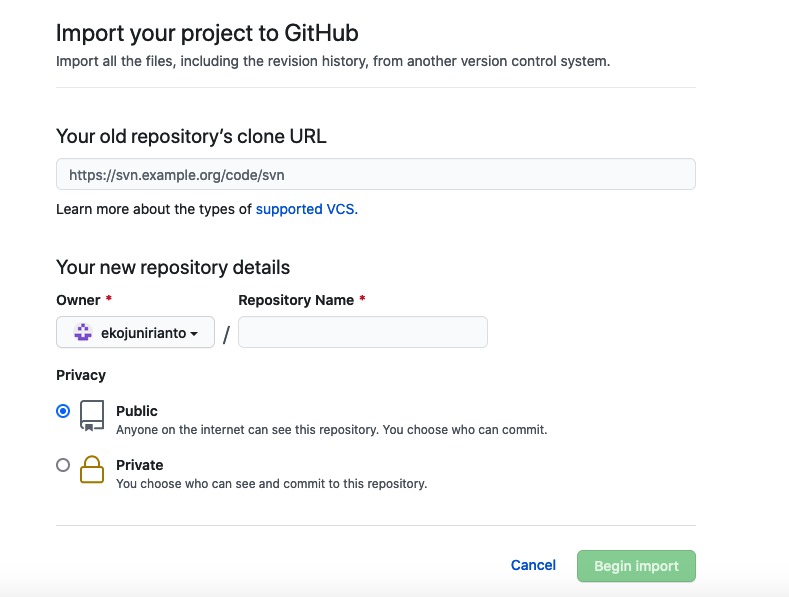 Import your project to GitHub
Import all the files, including the revision history, from another version control system.
Your old repository’s clone URL
https://svn.example.org/code/svn
Learn more about the types of supported VCS.
Your new repository details
Owner *
Repository Name *
ekojunirianto
/
Privacy
Public
Anyone on the internet can see this repository. You choose who can commit.
Private
You choose who can see and commit to this repository.
Cancel
Begin import